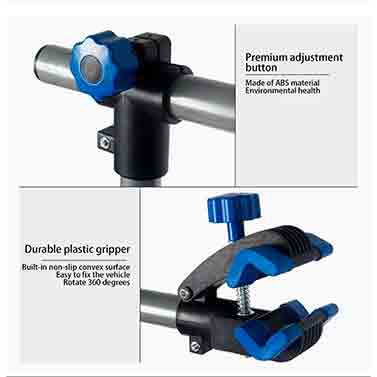 Premium adjustment
button
Made of ABS material
Environmental health
Durable plastic gripper
Built-in non-slip convex surface
Easy to fix the vehicle
Rotate 360 degrees